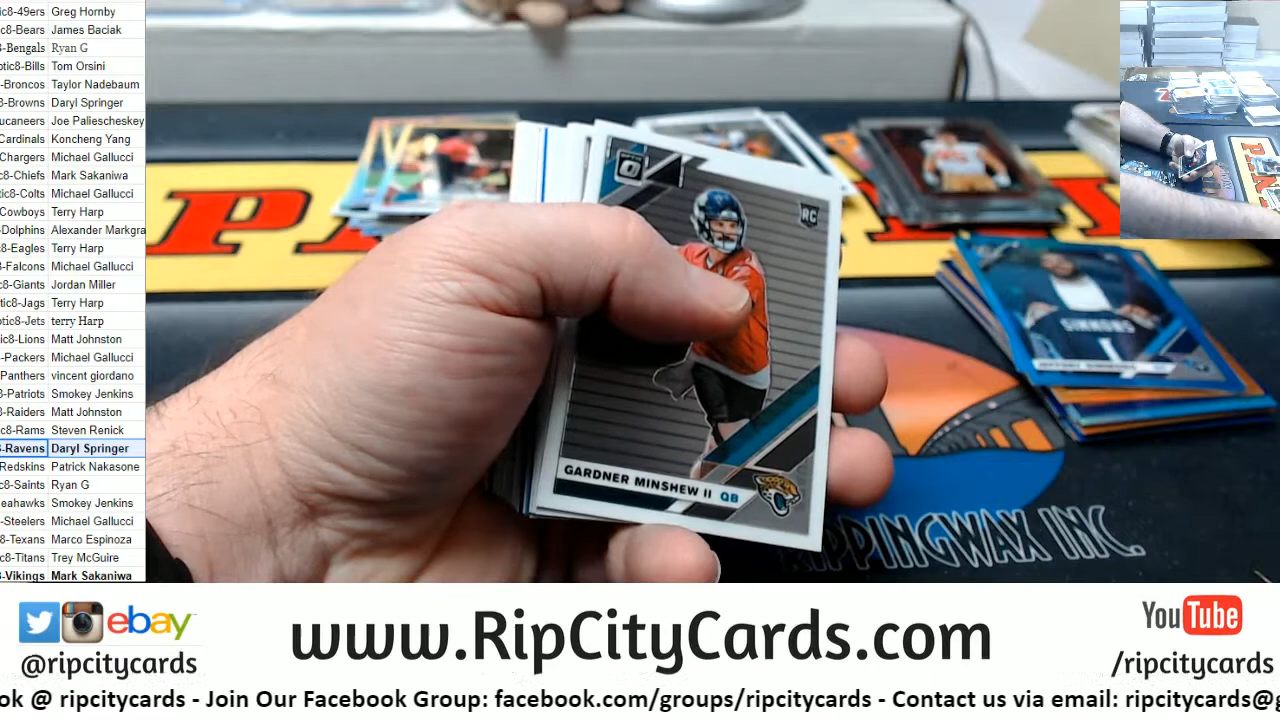 ic8-49ers Greg Hornby
c8-Bears James Baciak
8-Bengals Ryan G
otic8-Bills Tom Orsini
-Broncos Taylor Nadebaum
8-Browns Daryl Springer
ucaneers Joe Paliescheskey
Cardinals Koncheng Yang
Chargers Michael Gallucci
c8-Chiefs Mark Sakaniwa
tic8-Colts Michael Gallucci
Cowboys Terry Harp
-Dolphins Alexander Markgra
c8-Eagles Terry Harp
-Falcons Michael Gallucci
c8-Giants Jordan Miller
tic8-Jags Terry Harp
otic8-Jets terry Harp
ic8-Lions Matt Johnston
-Packers Michael Gallucci
Panthers vincent giordano
-Patriots Smokey Jenkins
8-Raiders Matt Johnston
c8-Rams Steven Renick
8-Ravens Daryl Springer
Redskins Patrick Nakasone
c8-Saints Ryan G
eahawks Smokey Jenkins
-Steelers Michael Gallucci
8-Texans Marco Espinoza
c8-Titans Trey McGuire
-Vikings Mark Sakaniwa
RC
GARDNER MINSHEW II QB
SIMMONS
1
RIPPINGWAX INC.
ebay
@ripcitycards
www.RipCityCards.com
YouTube
/ripcitycards
ok @ ripcitycards - Join Our Facebook Group: facebook.com/groups/ripcitycards - Contact us via email: ripcitycards@g